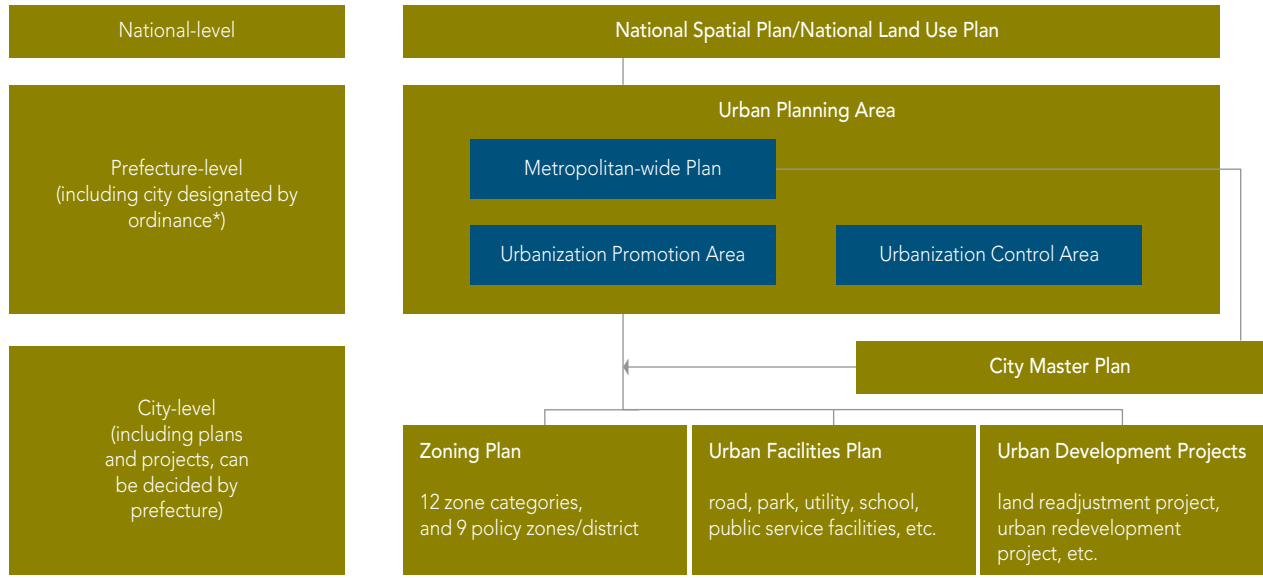 National-level
National Spatial Plan/National Land Use Plan
Prefecture-level
(including city designated by
ordinance*)
Urban Planning Area
Metropolitan-wide Plan
Urbanization Promotion Area
Urbanization Control Area
City-level
(including plans
and projects, can
be decided by
prefecture)
City Master Plan
Zoning Plan
12 zone categories,
and 9 policy zones/district
Urban Facilities Plan
road, park, utility, school,
public service facilities, etc.
Urban Development Projects
land readjustment project,
urban redevelopment
project, etc.